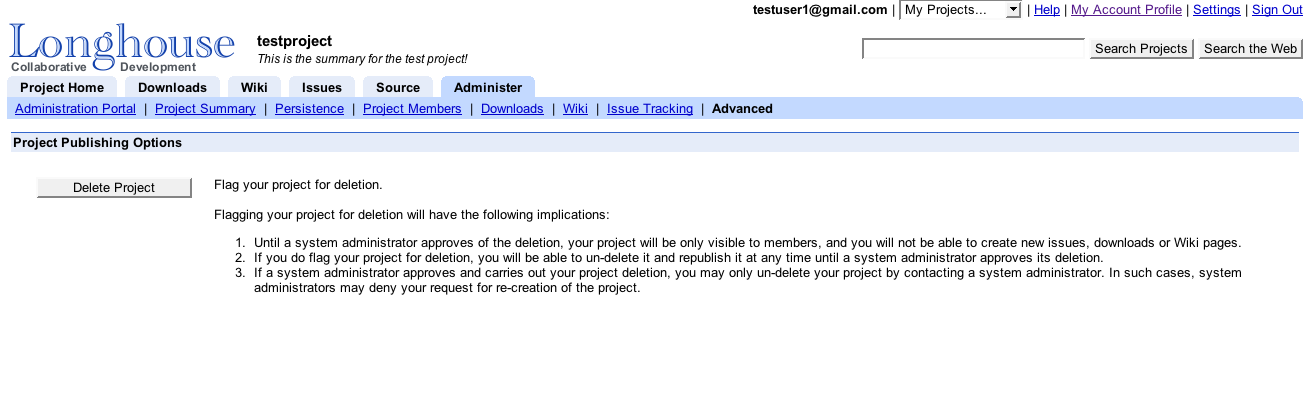 testuser1@gmail.com | My Projects... | Help | My Account Profile | Settings | Sign Out
Longhouse
Collaborative Development
testproject
This is the summary for the test project!
Search Projects Search the Web
Project Home Downloads Wiki Issues Source Administer
Administration Portal | Project Summary | Persistence | Project Members | Downloads | Wiki | Issue Tracking | Advanced
Project Publishing Options
Delete Project
Flag your project for deletion.
Flagging your project for deletion will have the following implications:
1. Until a system administrator approves of the deletion, your project will be only visible to members, and you will not be able to create new issues, downloads or Wiki pages.
2. If you do flag your project for deletion, you will be able to un-delete it and republish it at any time until a system administrator approves its deletion.
3. If a system administrator approves and carries out your project deletion, you may only un-delete your project by contacting a system administrator. In such cases, system
administrators may deny your request for re-creation of the project.